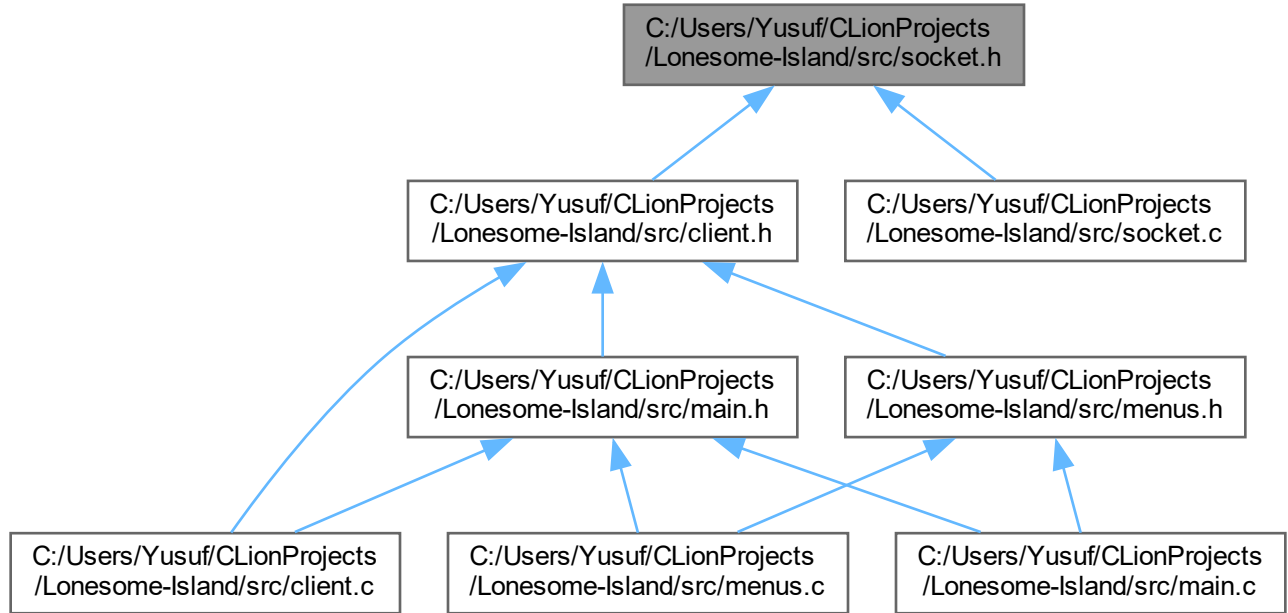 C:/Users/Yusuf/CLionProjects
/Lonesome-Island/src/socket.h
C:/Users/Yusuf/CLionProjects
/Lonesome-Island/src/client.h
C:/Users/Yusuf/CLionProjects
/Lonesome-Island/src/socket.c
C:/Users/Yusuf/CLionProjects
/Lonesome-Island/src/main.h
C:/Users/Yusuf/CLionProjects
/Lonesome-Island/src/menus.h
C:/Users/Yusuf/CLionProjects
/Lonesome-Island/src/client.c
C:/Users/Yusuf/CLionProjects
/Lonesome-Island/src/menus.c
C:/Users/Yusuf/CLionProjects
/Lonesome-Island/src/main.c